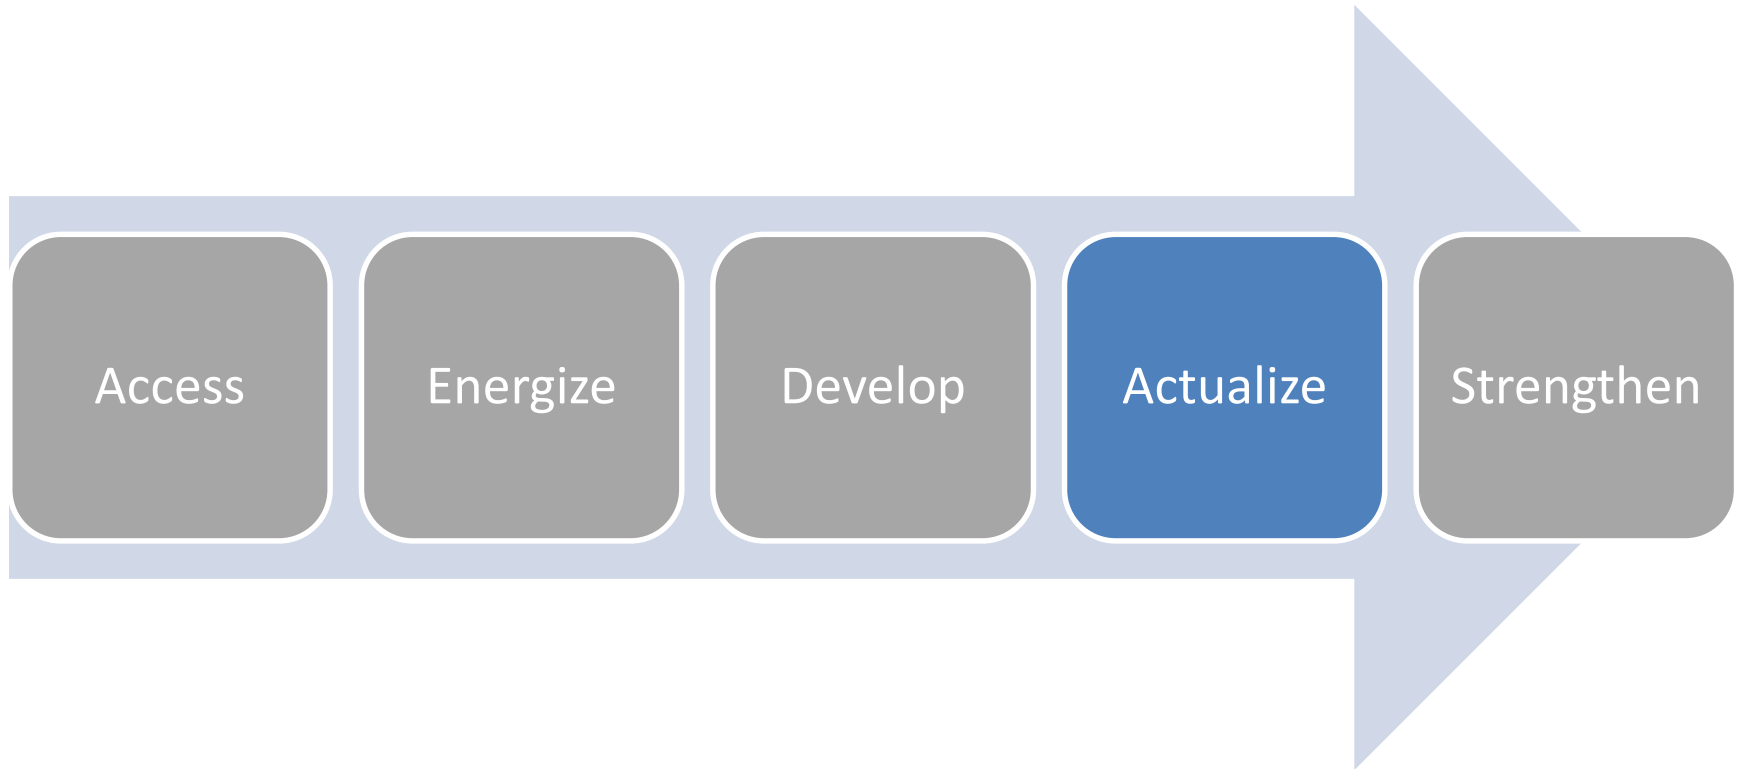 Access
Energize
Develop
Actualize
Strengthen